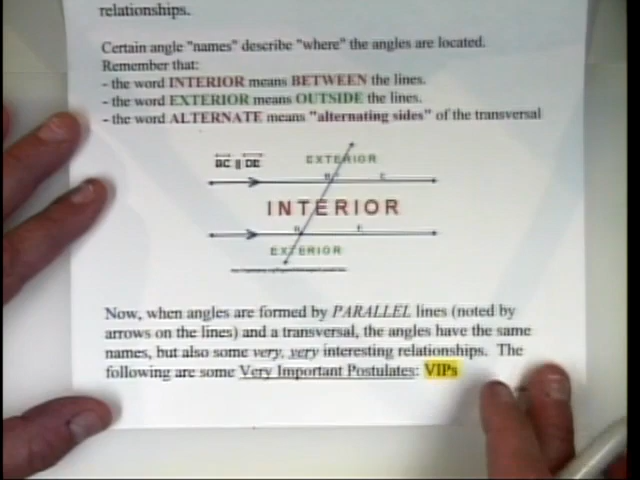 relationships.
Certain angle "names" describe "where" the angles are located.
Remember that:
- the word INTERIOR means BETWEEN the lines.
- the word EXTERIOR means OUTSIDE the lines.
- the word ALTERNATE means "alternating sides" of the transversal
BC || DE
EXTERIOR
INTERIOR
EXTERIOR
Now, when angles are formed by PARALLEL lines (noted by
arrows on the lines) and a transversal, the angles have the same
names, but also some very, very interesting relationships. The
following are some Very Important Postulates: VIPs